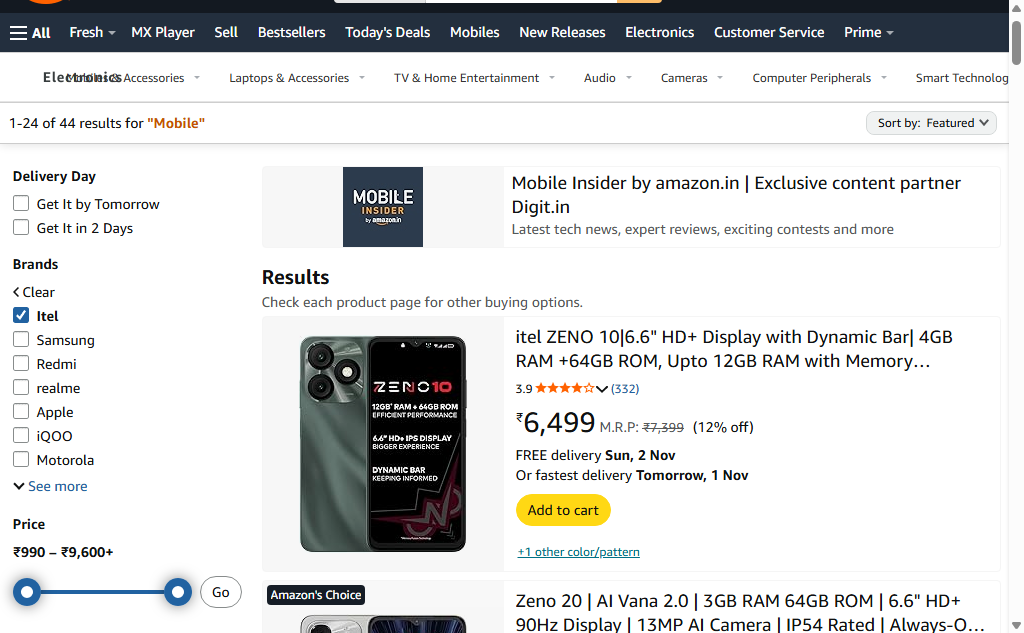 All
Fresh
MX Player
Sell
Bestsellers
Today's Deals
Mobiles
New Releases
Electronics
Customer Service
Prime
Electronics
Mobiles & Accessories
Laptops & Accessories
TV & Home Entertainment
Audio
Cameras
Computer Peripherals
Smart Technolog
1-24 of 44 results for "Mobile"
Sort by: Featured
Delivery Day
Get It by Tomorrow
Get It in 2 Days
Brands
Clear
Itel
Samsung
Redmi
realme
Apple
iQOO
Motorola
See more
Price
₹990 – ₹9,600+
Go
MOBILE
INSIDER
by amazon.in
Mobile Insider by amazon.in | Exclusive content partner
Digit.in
Latest tech news, expert reviews, exciting contests and more
Results
Check each product page for other buying options.
ZENO 10
12GB* RAM + 64GB ROM
EFFICIENT PERFORMANCE
6.6" HD+ IPS DISPLAY
BIGGER EXPERIENCE
DYNAMIC BAR
KEEPING INFORMED
itel ZENO 10|6.6" HD+ Display with Dynamic Bar| 4GB
RAM +64GB ROM, Upto 12GB RAM with Memory…
3.9 (332)
₹6,499 M.R.P: ₹7,399 (12% off)
FREE delivery Sun, 2 Nov
Or fastest delivery Tomorrow, 1 Nov
Add to cart
+1 other color/pattern
Amazon's Choice
Zeno 20 | AI Vana 2.0 | 3GB RAM 64GB ROM | 6.6" HD+
90Hz Display | 13MP AI Camera | IP54 Rated | Always-O…